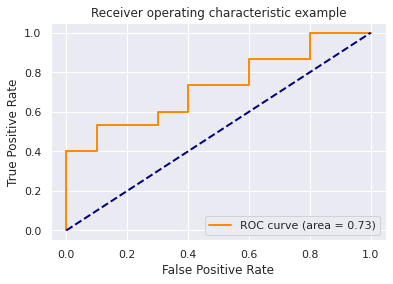 Receiver operating characteristic example
True Positive Rate
1.0
0.8
0.6
0.4
0.2
0.0
ROC curve (area = 0.73)
0.0 0.2 0.4 0.6 0.8 1.0
False Positive Rate